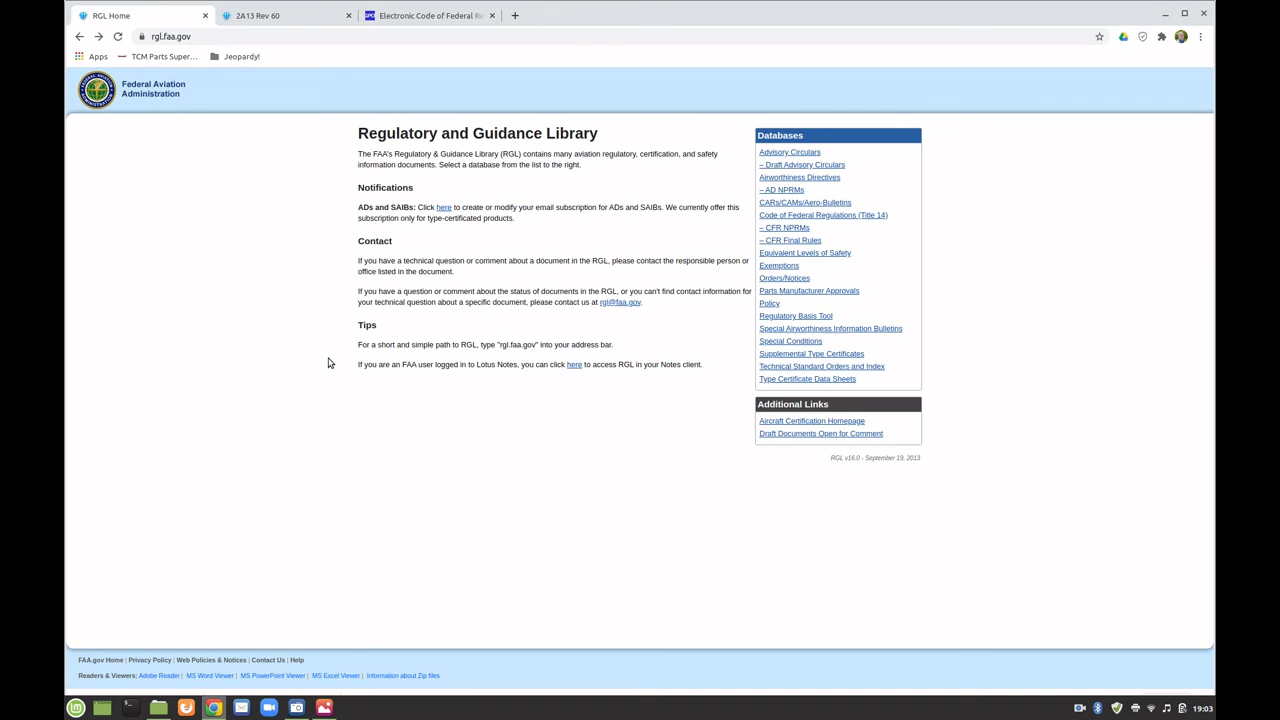 RGL Home
2A13 Rev 60
Electronic Code of Federal Re
rgl.faa.gov
Apps
TCM Parts Super…
Jeopardy!
Federal Aviation
Administration
Regulatory and Guidance Library
The FAA's Regulatory & Guidance Library (RGL) contains many aviation regulatory, certification, and safety
information documents. Select a database from the list to the right.
Notifications
ADs and SAIBs: Click here to create or modify your email subscription for ADs and SAIBs. We currently offer this
subscription only for type-certificated products.
Contact
If you have a technical question or comment about a document in the RGL, please contact the responsible person or
office listed in the document.
If you have a question or comment about the status of documents in the RGL, or you can't find contact information for
your technical question about a specific document, please contact us at rgl@faa.gov.
Tips
For a short and simple path to RGL, type "rgl.faa.gov" into your address bar.
If you are an FAA user logged in to Lotus Notes, you can click here to access RGL in your Notes client.
Databases
Advisory Circulars
– Draft Advisory Circulars
Airworthiness Directives
– AD NPRMs
CARs/CAMs/Aero-Bulletins
Code of Federal Regulations (Title 14)
– CFR NPRMs
– CFR Final Rules
Equivalent Levels of Safety
Exemptions
Orders/Notices
Parts Manufacturer Approvals
Policy
Regulatory Basis Tool
Special Airworthiness Information Bulletins
Special Conditions
Supplemental Type Certificates
Technical Standard Orders and Index
Type Certificate Data Sheets
Additional Links
Aircraft Certification Homepage
Draft Documents Open for Comment
RGL v16.0 - September 19, 2013
FAA.gov Home | Privacy Policy | Web Policies & Notices | Contact Us | Help
Readers & Viewers: Adobe Reader | MS Word Viewer | MS PowerPoint Viewer | MS Excel Viewer | Information about Zip files
19:03